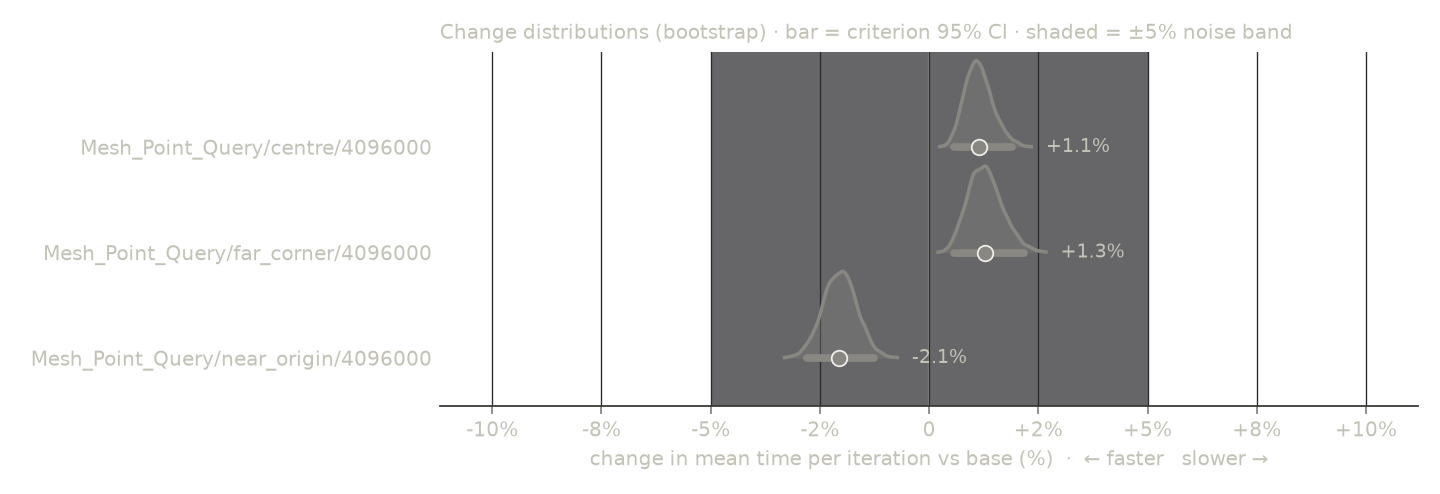 Change distributions (bootstrap) · bar = criterion 95% CI · shaded = ±5% noise band
Mesh_Point_Query/centre/4096000
+1.1%
Mesh_Point_Query/far_corner/4096000
+1.3%
Mesh_Point_Query/near_origin/4096000
-2.1%
-10% -8% -5% -2% 0 +2% +5% +8% +10%
change in mean time per iteration vs base (%) · ← faster slower →